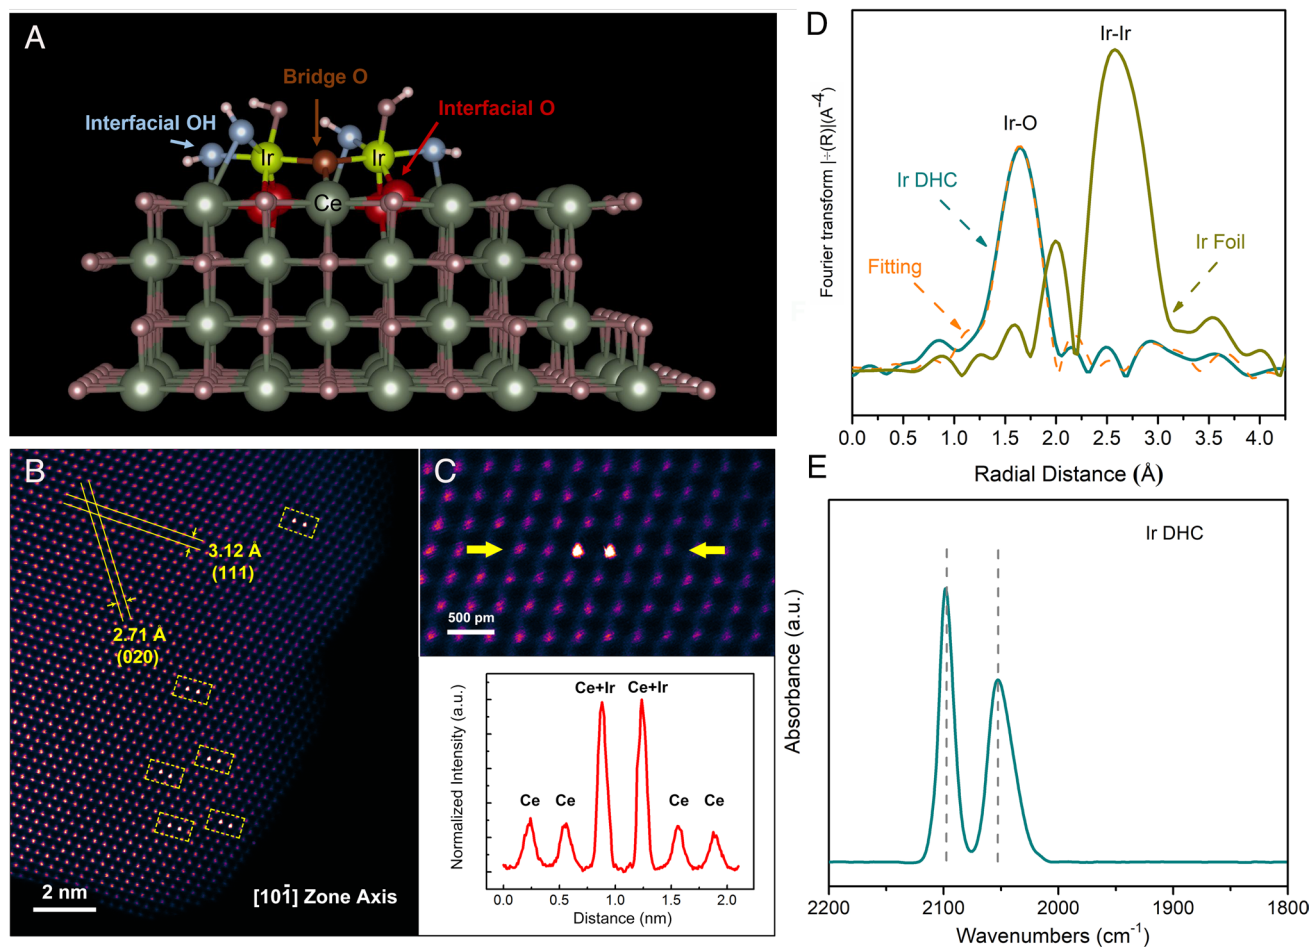 A
Bridge O
Interfacial OH
Interfacial O
Ir
Ir
Ce
B
3.12 Å
(111)
2.71 Å
(020)
2 nm
[101̄] Zone Axis
C
500 pm
Normalized Intensity (a.u.)
Ce+Ir
Ce+Ir
Ce
Ce
Ce
Ce
0.0
0.5
1.0
1.5
2.0
Distance (nm)
D
Fourier transform |÷(R)|(A⁻⁴)
Ir-Ir
Ir-O
Ir DHC
Fitting
Ir Foil
0.0
0.5
1.0
1.5
2.0
2.5
3.0
3.5
4.0
Radial Distance (Å)
E
Ir DHC
Absorbance (a.u.)
2200
2100
2000
1900
1800
Wavenumbers (cm⁻¹)